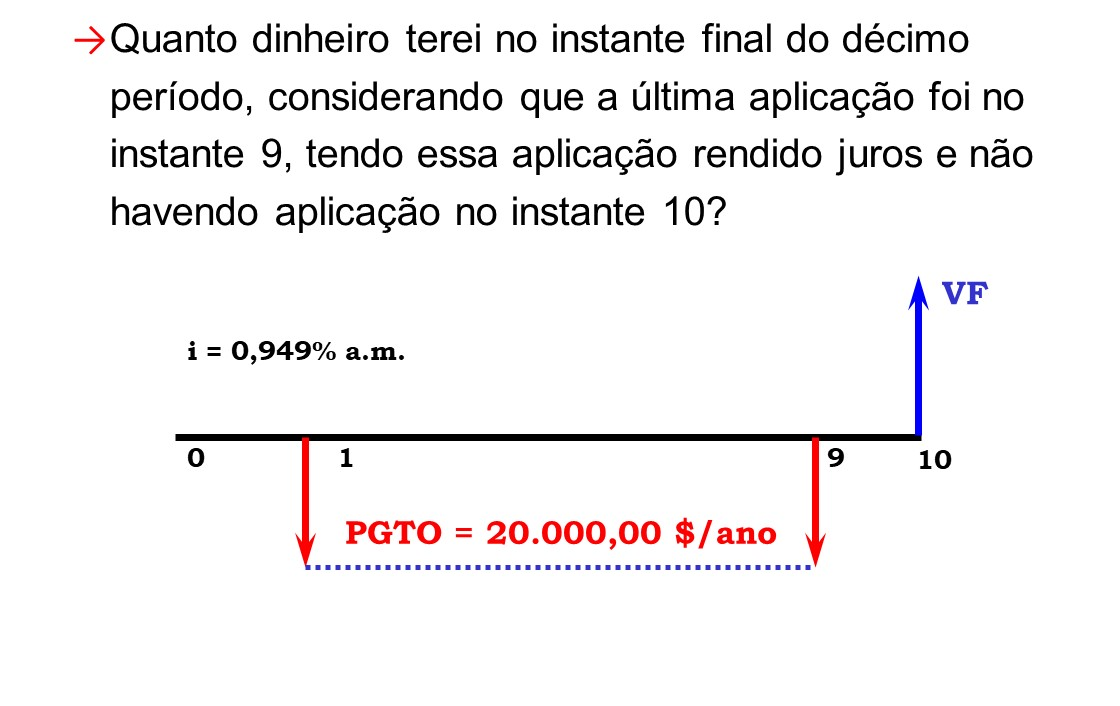 →Quanto dinheiro terei no instante final do décimo
período, considerando que a última aplicação foi no
instante 9, tendo essa aplicação rendido juros e não
havendo aplicação no instante 10?
VF
i = 0,949% a.m.
0 1 9 10
PGTO = 20.000,00 $/ano